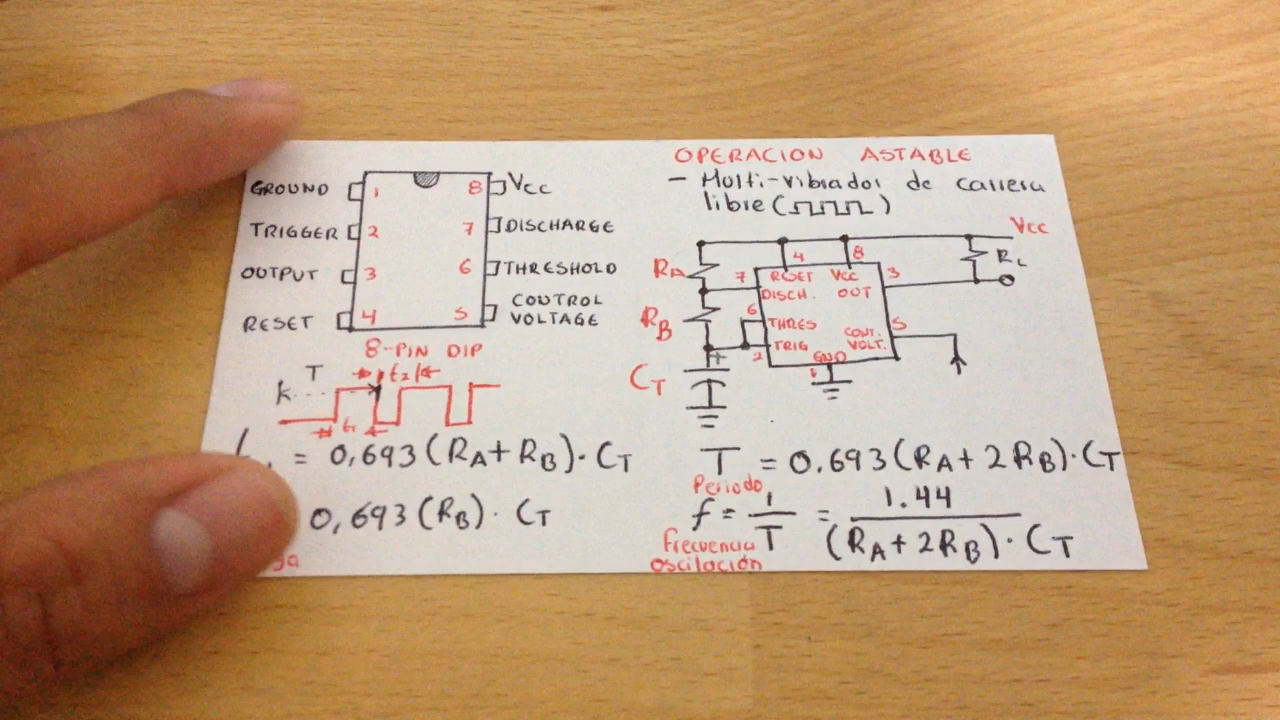 GROUND 1 8 Vcc
TRIGGER 2 7 DISCHARGE
OUTPUT 3 6 THRESHOLD
RESET 4 5 CONTROL VOLTAGE
8-PIN DIP
T
t2
t1
= 0,693(RA+RB)·CT
0,693(RB)·CT
OPERACION ASTABLE
- Multi-vibrador de carrera
libre ( )
Vcc
RA
RB
CT
+
RL
7
4
8
3
RESET Vcc
DISCH. OUT
6
THRES
5
CONT.
VOLT.
2
TRIG
GND
1
T = 0.693(RA+2RB)·CT
Periodo
f = 1/T = 1.44/(RA+2RB)·CT
Frecuencia
oscilación